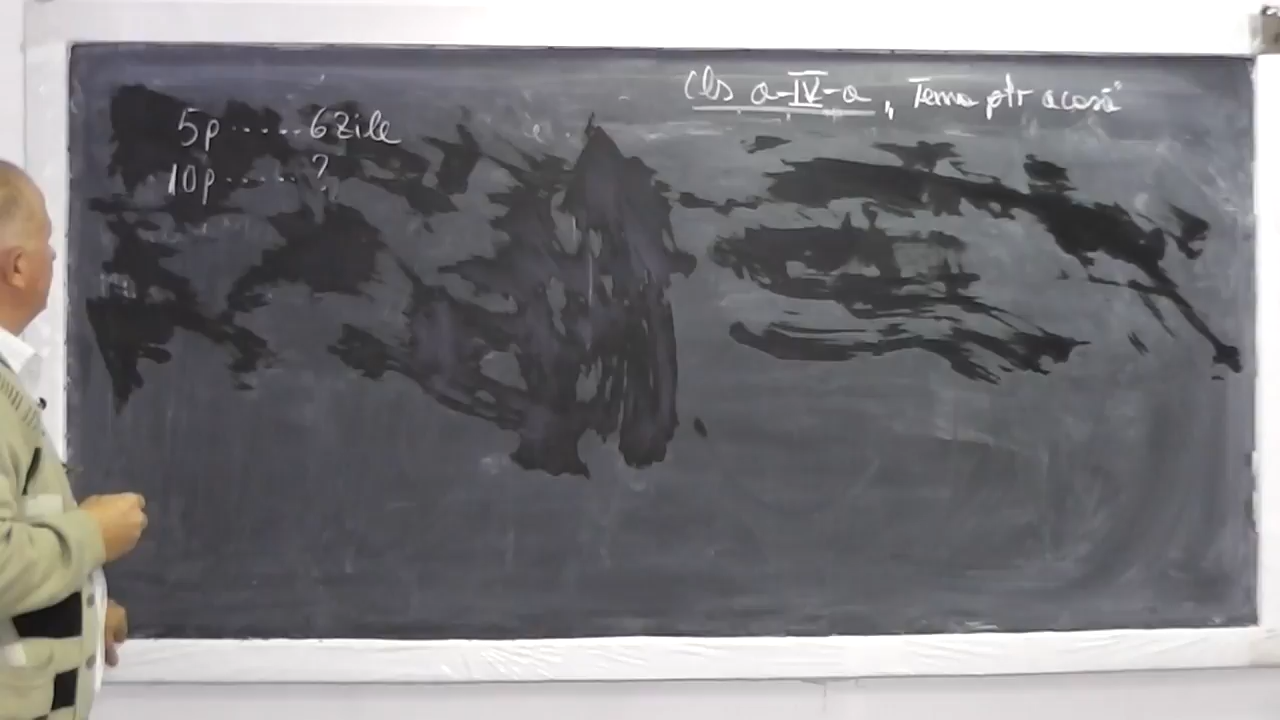 Cls a-IV-a „Tema ptr acasă"
5p ..... 6 zile
10p ...... ?